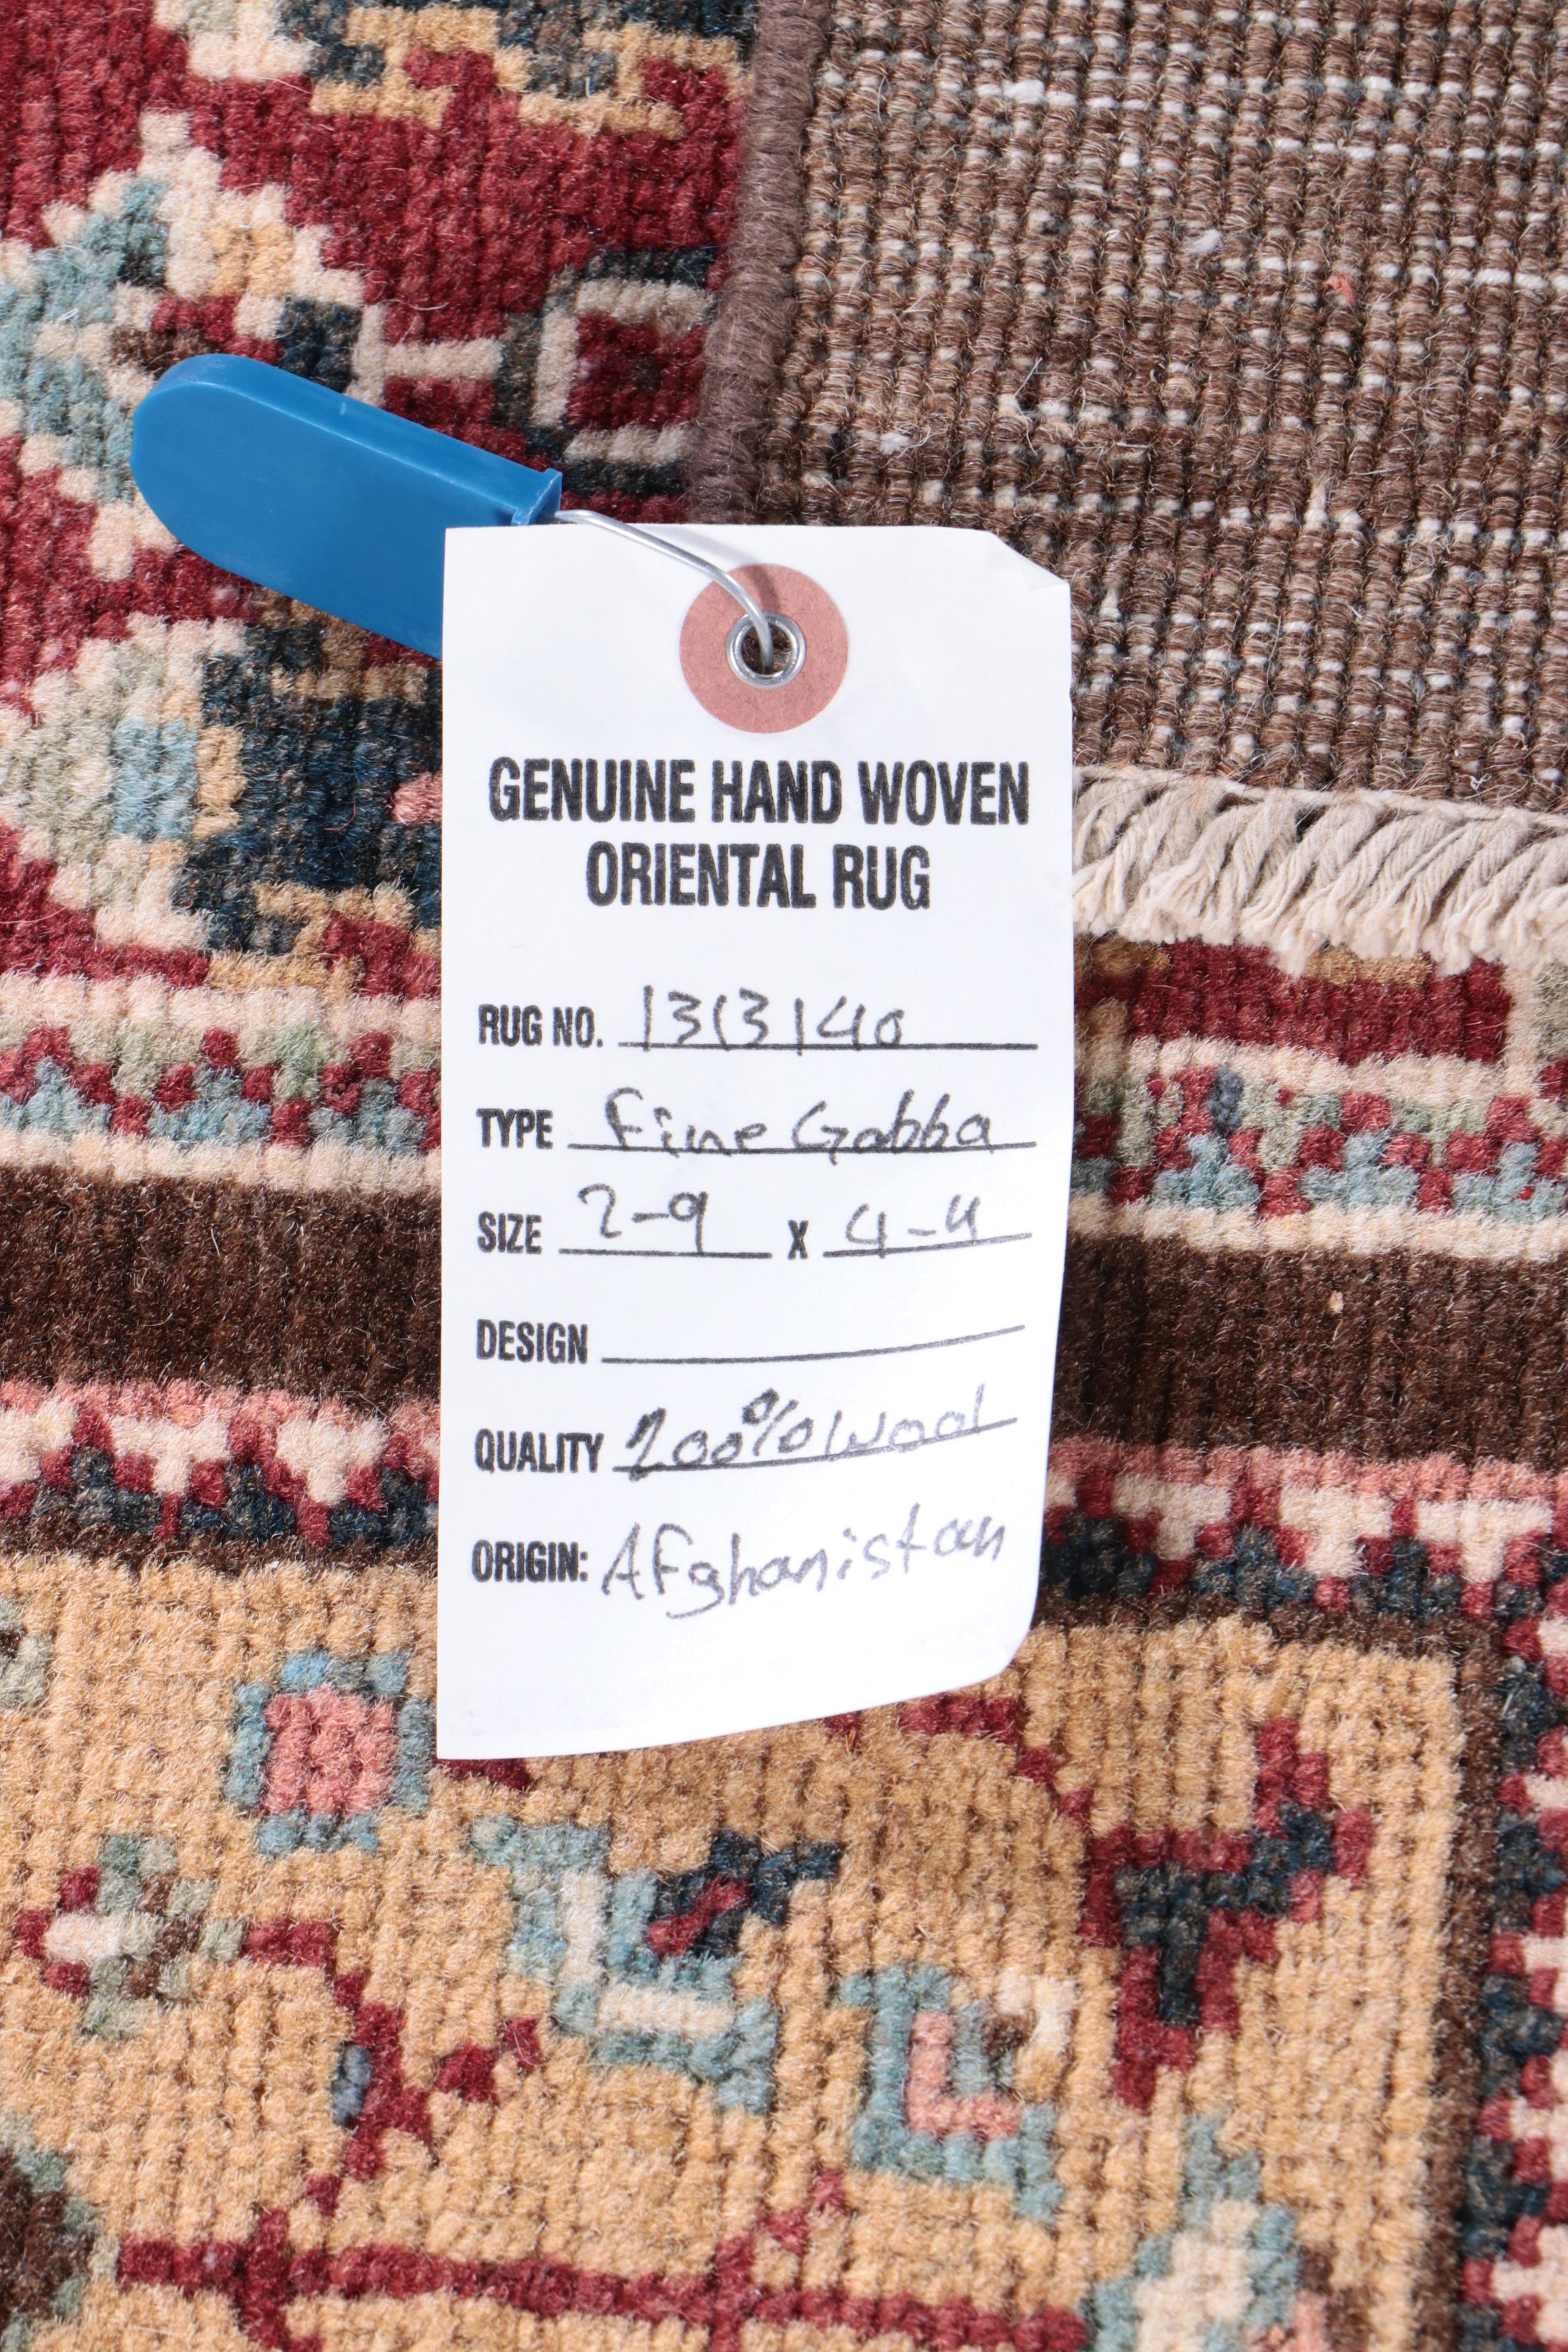 GENUINE HAND WOVEN
ORIENTAL RUG
RUG NO. 1313140
TYPE Fine Gabba
SIZE 2-9 x 4-4
DESIGN
QUALITY 100% Wool
ORIGIN: Afghanistan